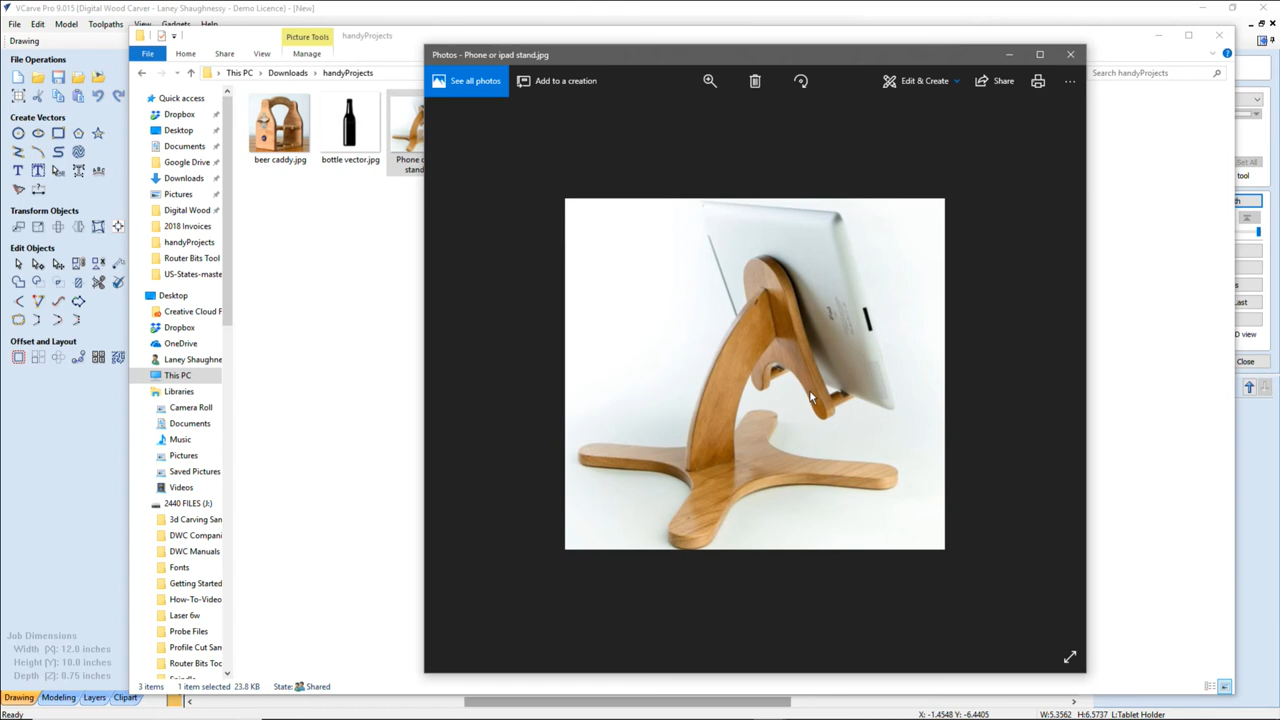 VCarve Pro 9.015 (Digital Wood Carver - Laney Shaughnessy - Demo Licence) - [New]
File Edit Model Toolpaths View Gadgets Help
Drawing
File Operations
Create Vectors
Transform Objects
Edit Objects
Offset and Layout
Job Dimensions
Width (X): 12.0 inches
Height (Y): 10.0 inches
Depth (Z): 0.75 inches
Drawing Modeling Layers Clipart
Ready
Picture Tools
handyProjects
File Home Share View Manage
This PC Downloads handyProjects
Search handyProjects
Quick access
Dropbox
Desktop
Documents
Google Drive
Downloads
Pictures
Digital Wood
2018 Invoices
handyProjects
Router Bits Tool
US-States-maste
Desktop
Creative Cloud F
Dropbox
OneDrive
Laney Shaughne
This PC
Libraries
Camera Roll
Documents
Music
Pictures
Saved Pictures
Videos
2440 FILES (J:)
3d Carving San
DWC Compani
DWC Manuals
Fonts
Getting Started
How-To-Video
Laser 6w
Probe Files
Profile Cut Sam
Router Bits Toc
beer caddy.jpg
bottle vector.jpg
Phone o
stand
3 items 1 item selected 23.8 KB State: Shared
Photos - Phone or ipad stand.jpg
See all photos
Add to a creation
Edit & Create
Share
Set All
tool
Last
D view
Close
X: -1.4548 Y: -6.4405
W:5.3562 H:6.5737 L:Tablet Holder